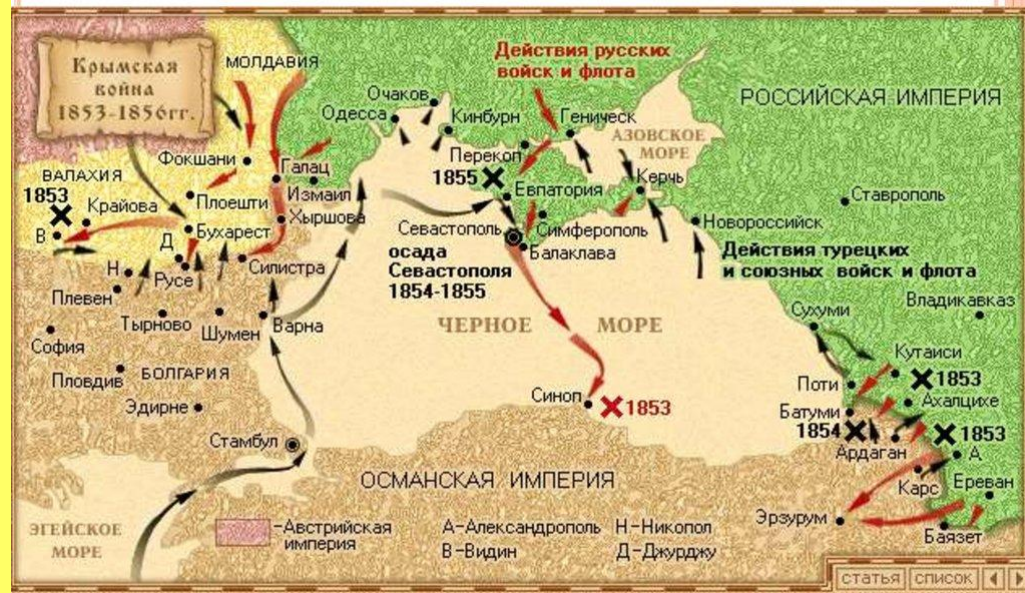 Крымская
война
1853-1856гг.
МОЛДАВИЯ
Действия русских
войск и флота
РОССИЙСКАЯ ИМПЕРИЯ
Очаков
Одесса
Кинбурн
Геническ
АЗОВСКОЕ
МОРЕ
Фокшани
Галац
Перекоп
1855
Керчь
ВАЛАХИЯ
1853
Крайова
Плоешти
Измаил
Евпатория
Ставрополь
Хыршова
В
Д
Бухарест
Севастополь
Симферополь
Новороссийск
Балаклава
осада
Севастополя
1854-1855
Действия турецких
и союзных войск и флота
Н
Русе
Силистра
Плевен
Владикавказ
Тырново
Шумен
Варна
ЧЕРНОЕ МОРЕ
Сухуми
София
Кутаиси
Пловдив
БОЛГАРИЯ
Поти
1853
Синоп
1853
Ахалцихе
Эдирне
Батуми
1854
1853
Стамбул
Ардаган
А
ОСМАНСКАЯ ИМПЕРИЯ
Карс
Ереван
ЭГЕЙСКОЕ
МОРЕ
-Австрийская
империя
А-Александрополь
Н-Никопол
В-Видин
Д-Джурджу
Эрзурум
Баязет
статья
список